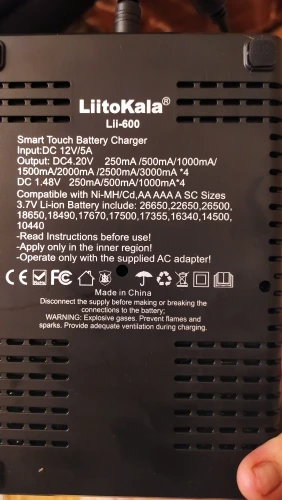 LiitoKala®
Lii-600
Smart Touch Battery Charger
Input:DC 12V/5A
Output: DC4.20V 250mA /500mA/1000mA/
1500mA/2000mA /2500mA/3000mA *4
DC 1.48V 250mA/500mA/1000mA*4
Compatible with Ni-MH/Cd,AA AAA A SC Sizes
3.7V Li-ion Battery include: 26650,22650,26500,
18650,18490,17670,17500,17355,16340,14500,
10440
-Read Instructions before use!
-Apply only in the inner region!
-Operate only with the supplied AC adapter!
CE RoHS FC
Made in China
Disconnect the supply before making or breaking the
connections to the battery;
WARNING: Explosive gases. Prevent flames and
sparks. Provide adequate ventilation during charging.